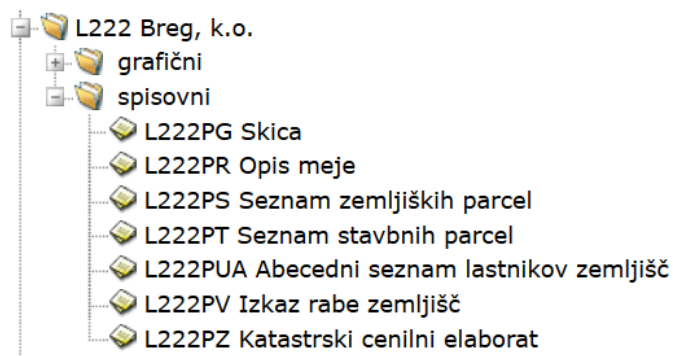 L222 Breg, k.o.
grafični
spisovni
L222PG Skica
L222PR Opis meje
L222PS Seznam zemljiških parcel
L222PT Seznam stavbnih parcel
L222PUA Abecedni seznam lastnikov zemljišč
L222PV Izkaz rabe zemljišč
L222PZ Katastrski cenilni elaborat